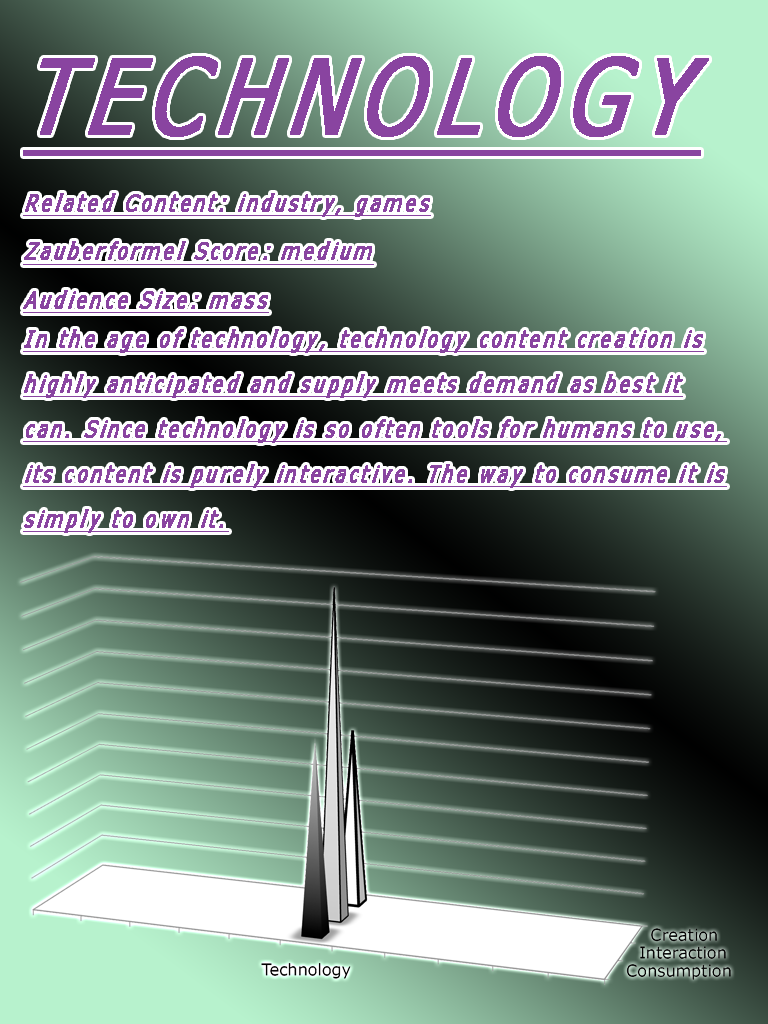 TECHNOLOGY
Related Content: industry, games
Zauberformel Score: medium
Audience Size: mass
In the age of technology, technology content creation is
highly anticipated and supply meets demand as best it
can. Since technology is so often tools for humans to use,
its content is purely interactive. The way to consume it is
simply to own it.
Creation
Interaction
Consumption
Technology